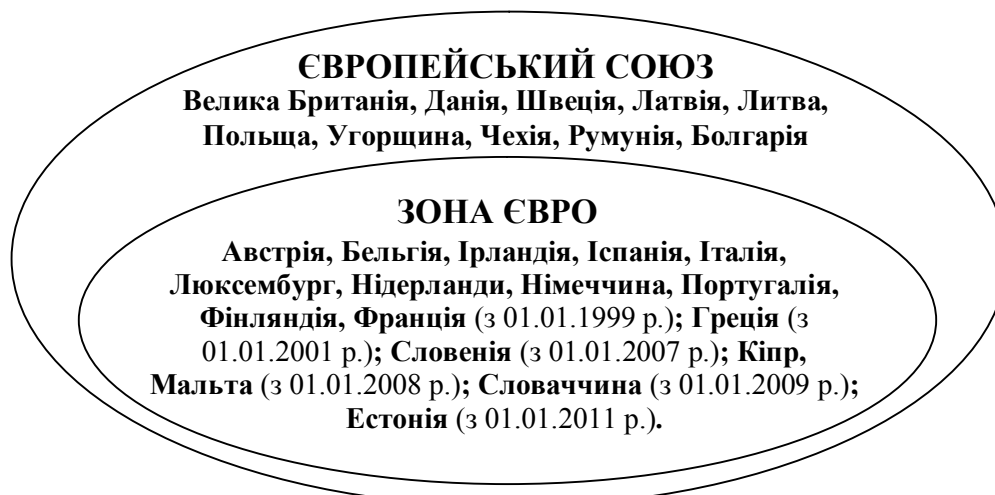 ЄВРОПЕЙСЬКИЙ СОЮЗ
Велика Британія, Данія, Швеція, Латвія, Литва,
Польща, Угорщина, Чехія, Румунія, Болгарія
ЗОНА ЄВРО
Австрія, Бельгія, Ірландія, Іспанія, Італія,
Люксембург, Нідерланди, Німеччина, Португалія,
Фінляндія, Франція (з 01.01.1999 р.); Греція (з
01.01.2001 р.); Словенія (з 01.01.2007 р.); Кіпр,
Мальта (з 01.01.2008 р.); Словаччина (з 01.01.2009 р.);
Естонія (з 01.01.2011 р.).